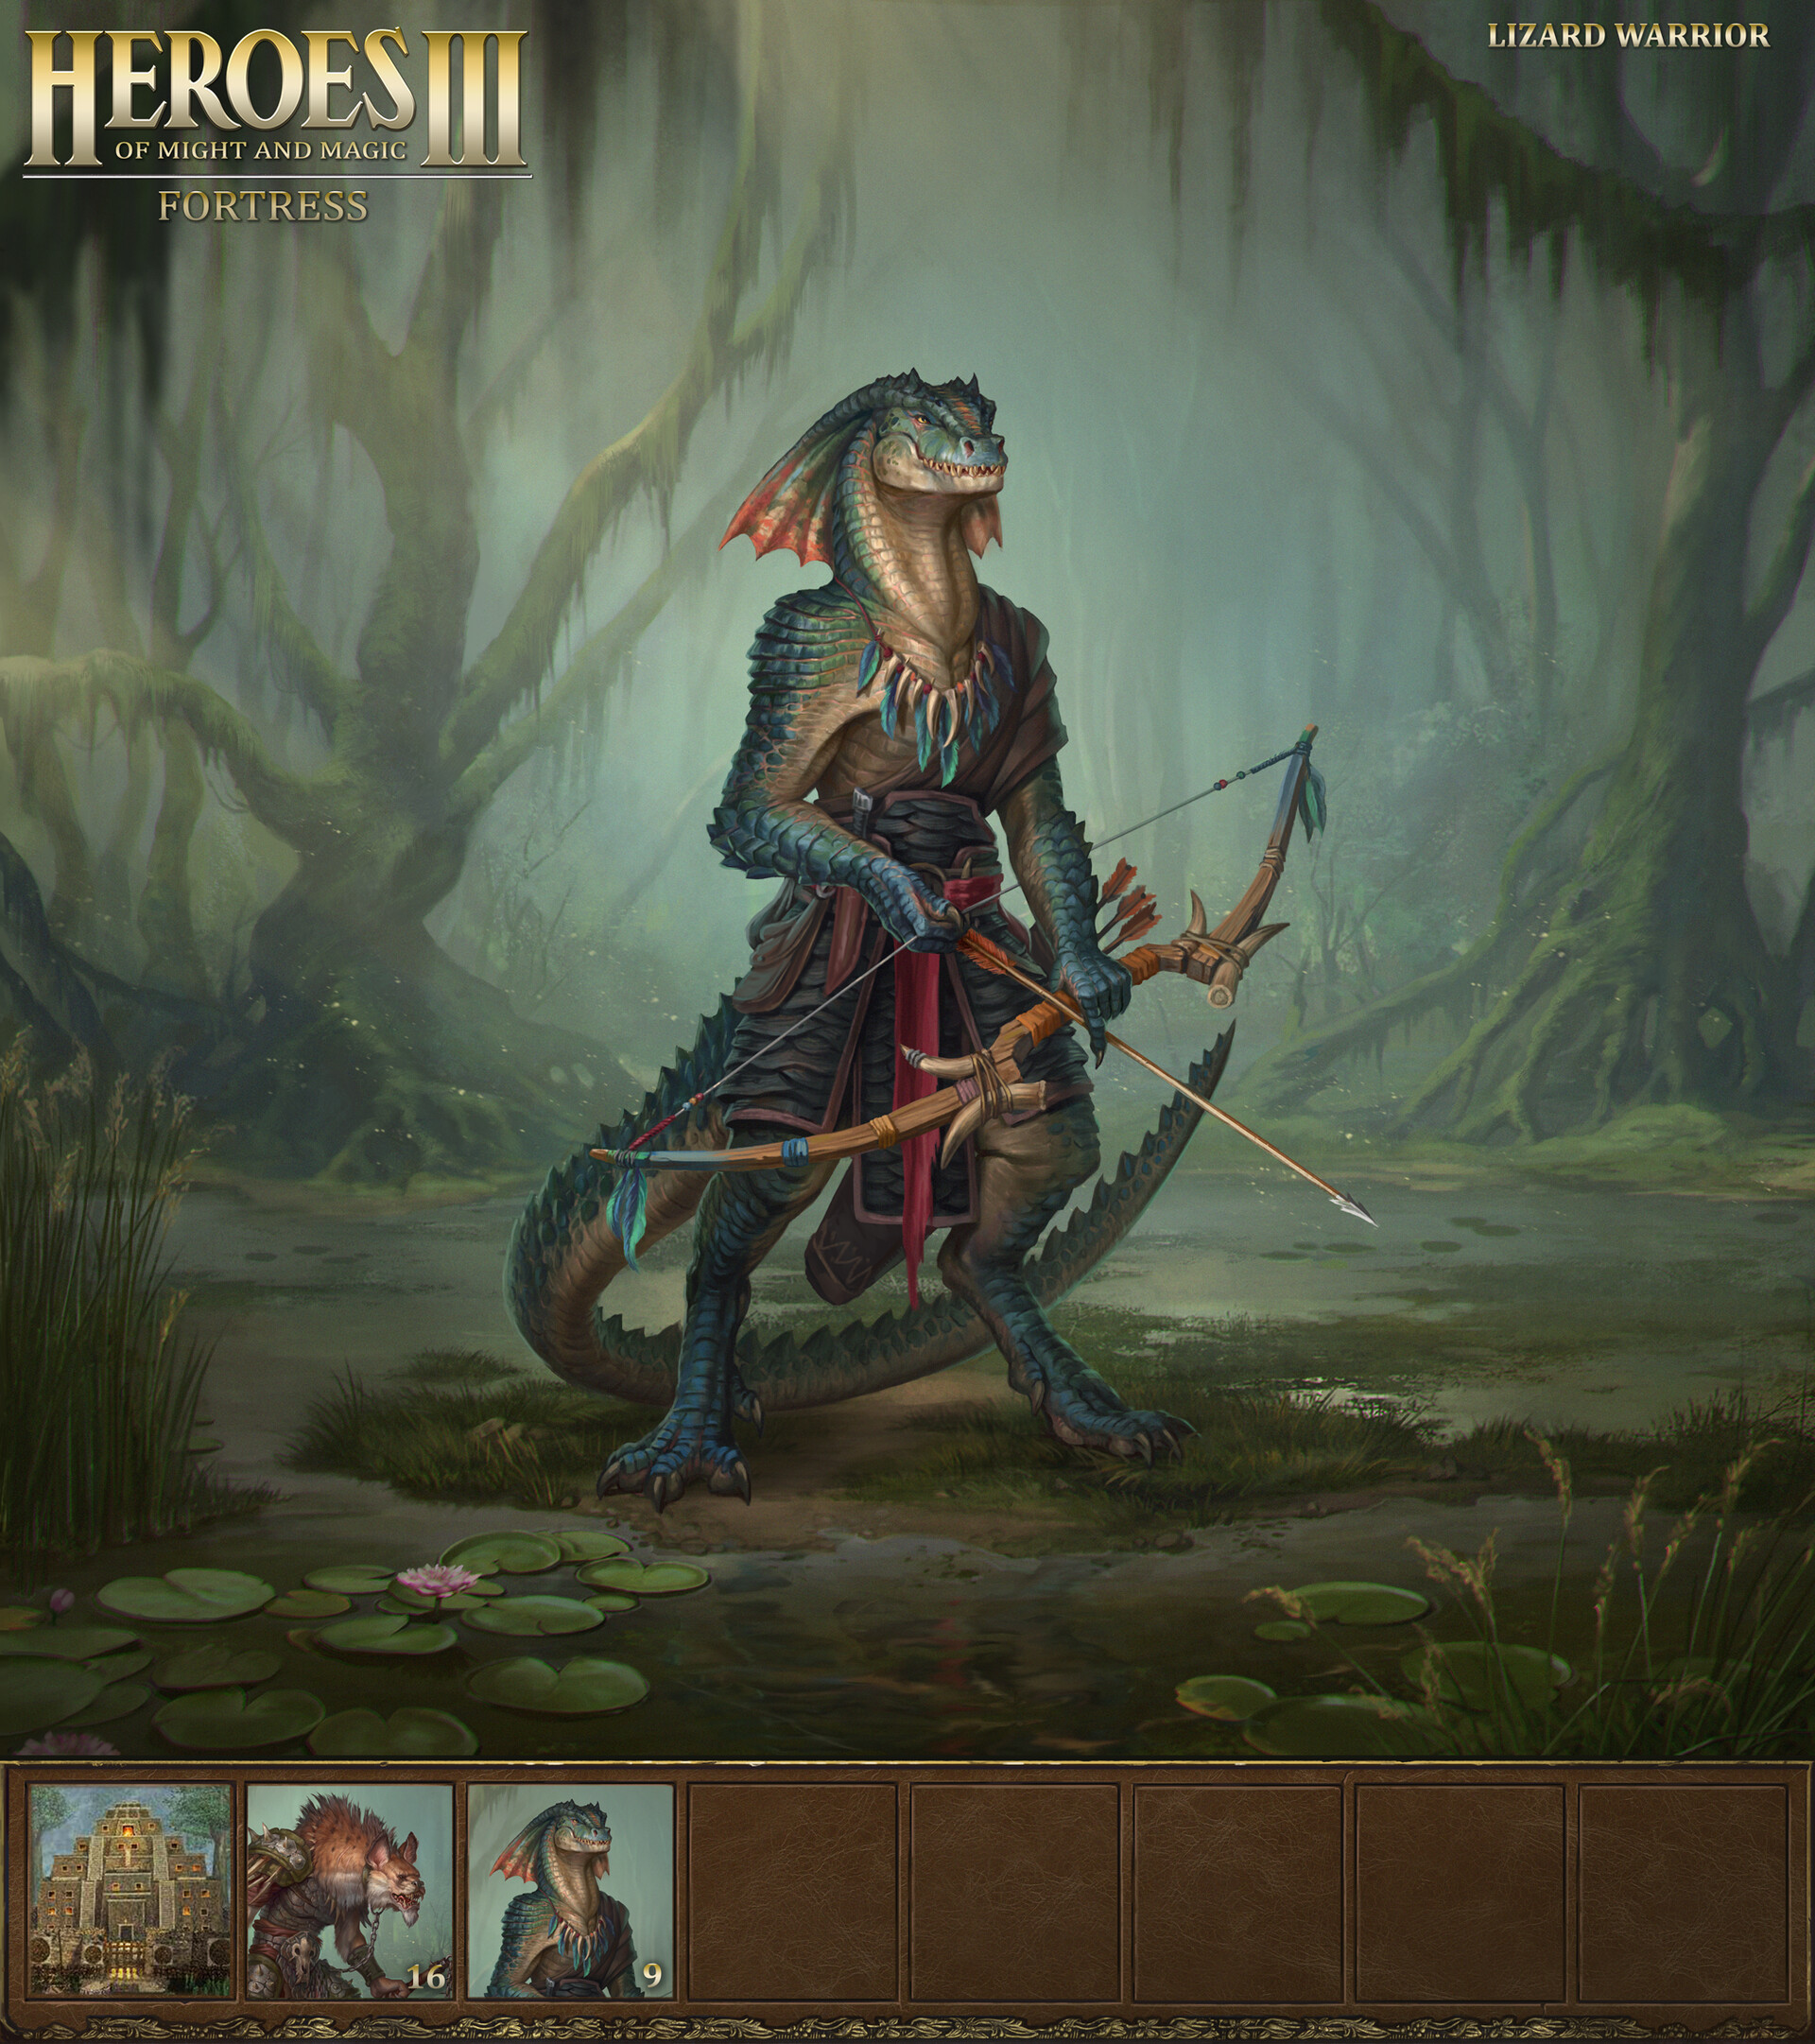 HEROES III
OF MIGHT AND MAGIC
FORTRESS
LIZARD WARRIOR
16
9